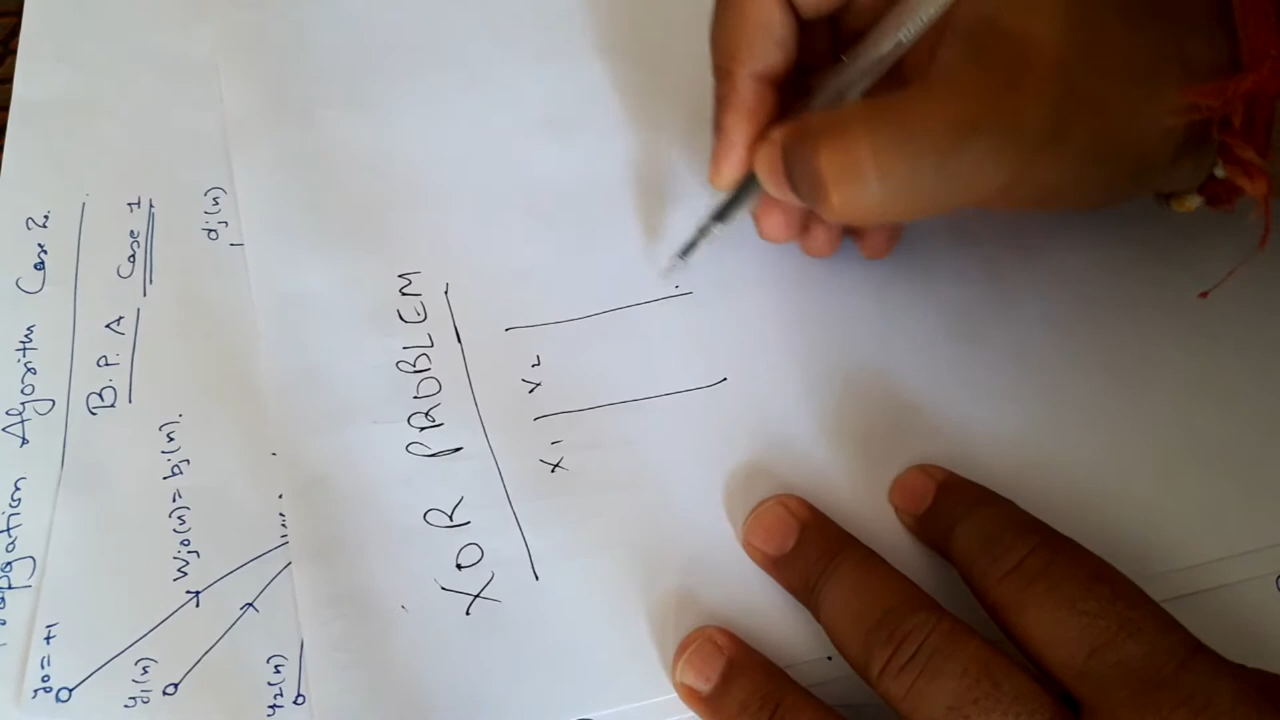 Algorithm Case 2.
B.P.A Case 1
y0 = +1
Wj0(n) = bj(n).
dj(n)
y1(n)
y2(n)
XOR PROBLEM
X1 X2